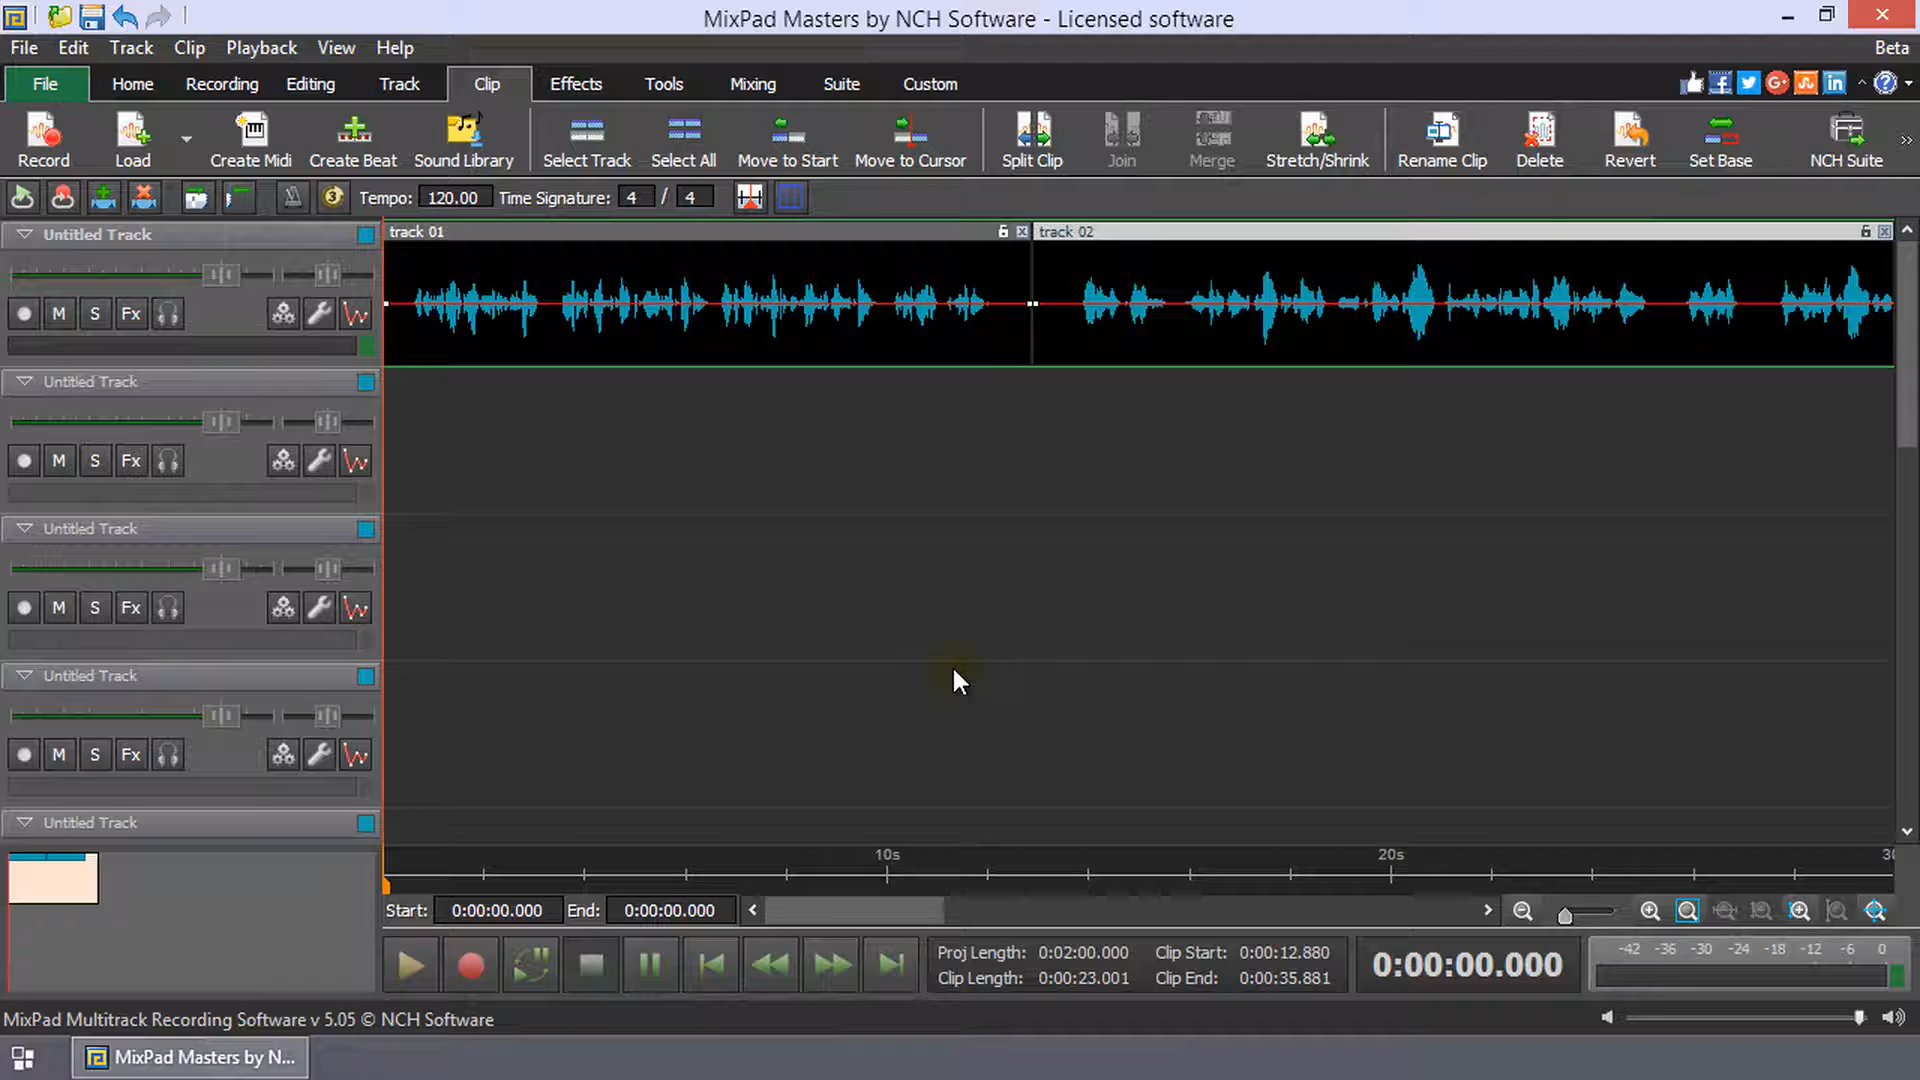 MixPad Masters by NCH Software - Licensed software
File Edit Track Clip Playback View Help Beta
File Home Recording Editing Track Clip Effects Tools Mixing Suite Custom
Record Load Create Midi Create Beat Sound Library Select Track Select All Move to Start Move to Cursor Split Clip Join Merge Stretch/Shrink Rename Clip Delete Revert Set Base NCH Suite
Tempo: 120.00 Time Signature: 4 / 4
Untitled Track
track 01
track 02
M S Fx
Untitled Track
M S Fx
Untitled Track
M S Fx
Untitled Track
M S Fx
Untitled Track
10s 20s 30
Start: 0:00:00.000 End: 0:00:00.000
Proj Length: 0:02:00.000 Clip Start: 0:00:12.880
Clip Length: 0:00:23.001 Clip End: 0:00:35.881
0:00:00.000
-42 -36 -30 -24 -18 -12 -6 0
MixPad Multitrack Recording Software v 5.05 © NCH Software
MixPad Masters by N...